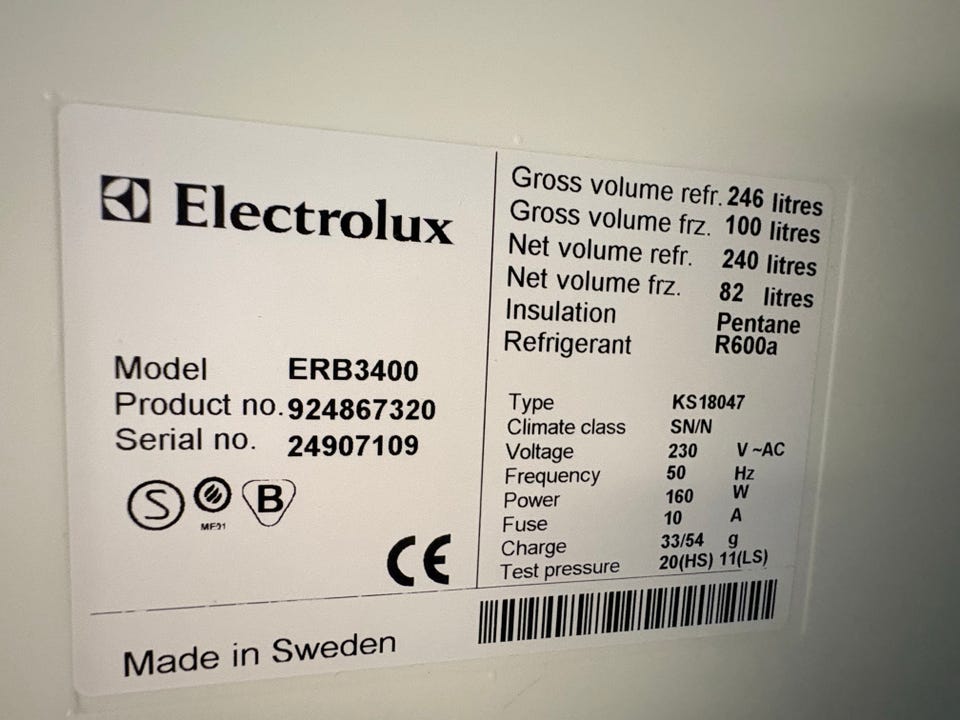 Electrolux
Model ERB3400
Product no. 924867320
Serial no. 24907109
S
B
CE
Made in Sweden
Gross volume refr. 246 litres
Gross volume frz. 100 litres
Net volume refr. 240 litres
Net volume frz. 82 litres
Insulation Pentane
Refrigerant R600a
Type KS18047
Climate class SN/N
Voltage 230 V ~AC
Frequency 50 Hz
Power 160 W
Fuse 10 A
Charge 33/54 g
Test pressure 20(HS) 11(LS)